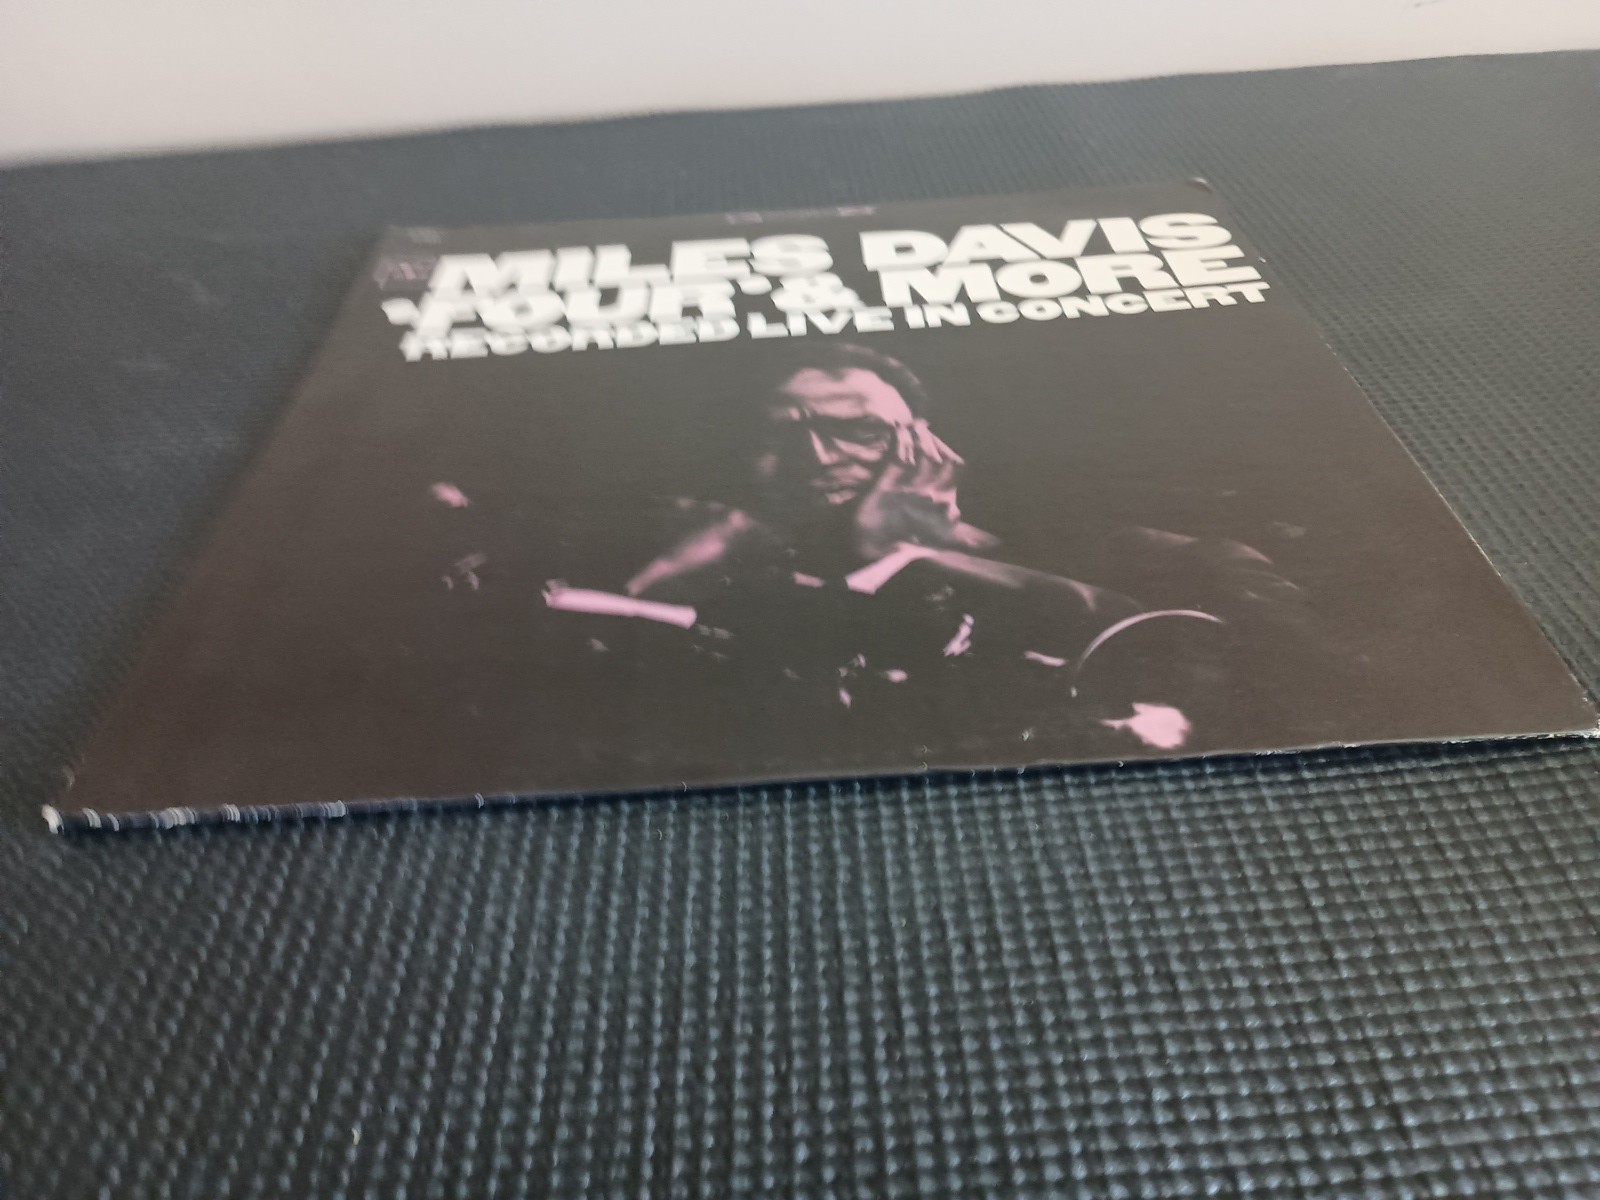 MILES DAVIS
'FOUR' & MORE
RECORDED LIVE IN CONCERT